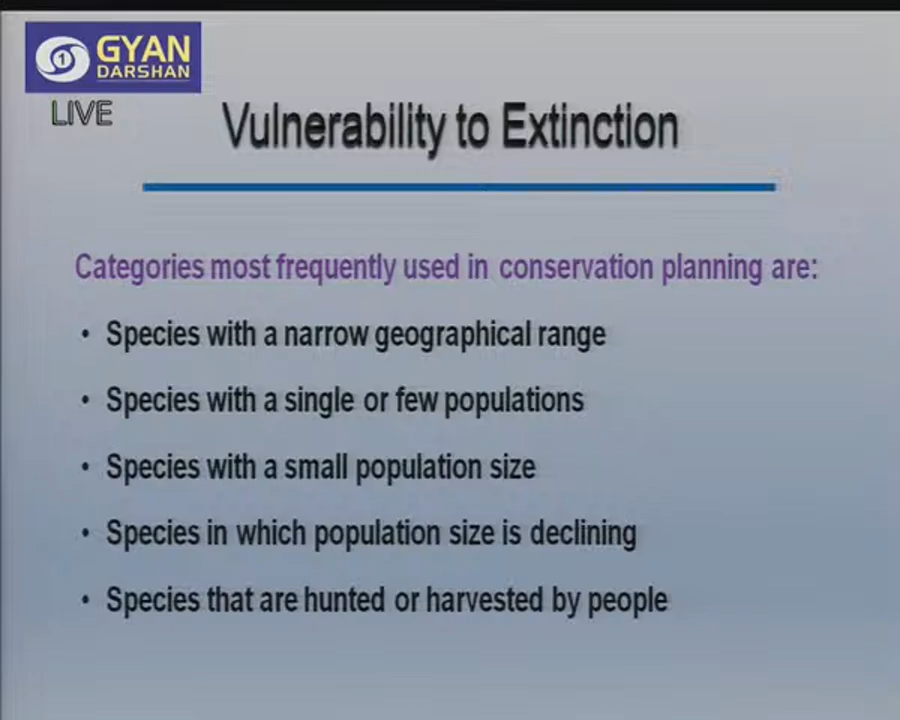 1
GYAN
DARSHAN
LIVE
Vulnerability to Extinction
Categories most frequently used in conservation planning are:
• Species with a narrow geographical range
• Species with a single or few populations
• Species with a small population size
• Species in which population size is declining
• Species that are hunted or harvested by people